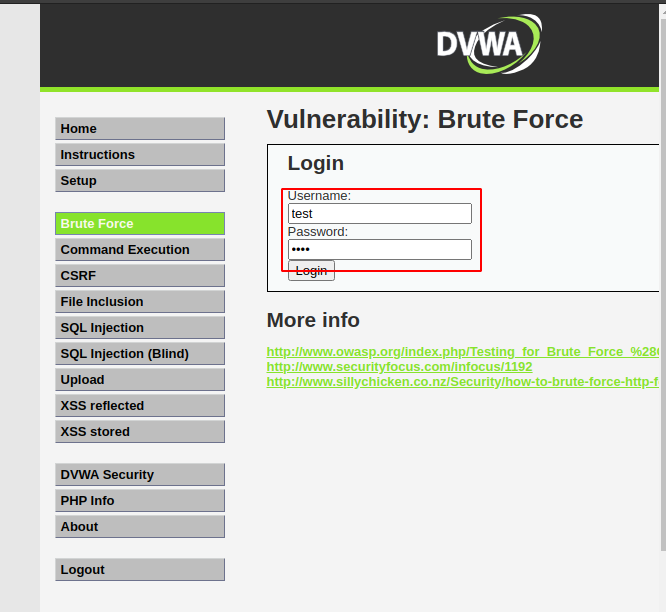 DVWA
Home
Instructions
Setup
Brute Force
Command Execution
CSRF
File Inclusion
SQL Injection
SQL Injection (Blind)
Upload
XSS reflected
XSS stored
DVWA Security
PHP Info
About
Logout
Vulnerability: Brute Force
Login
Username:
test
Password:
••••
Login
More info
http://www.owasp.org/index.php/Testing_for_Brute_Force_%28
http://www.securityfocus.com/infocus/1192
http://www.sillychicken.co.nz/Security/how-to-brute-force-http-f